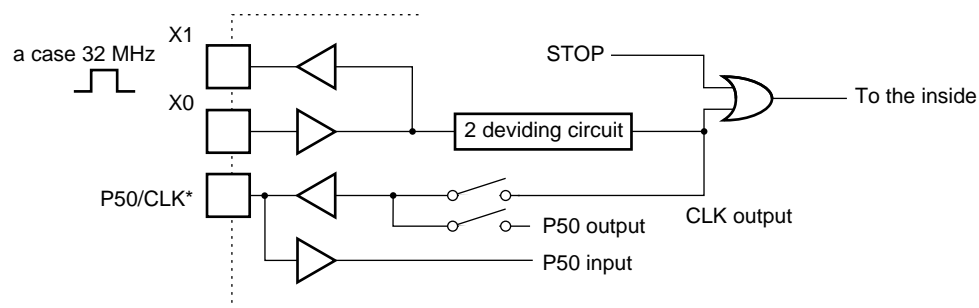 X1
a case 32 MHz
STOP
To the inside
X0
2 deviding circuit
P50/CLK*
CLK output
P50 output
P50 input